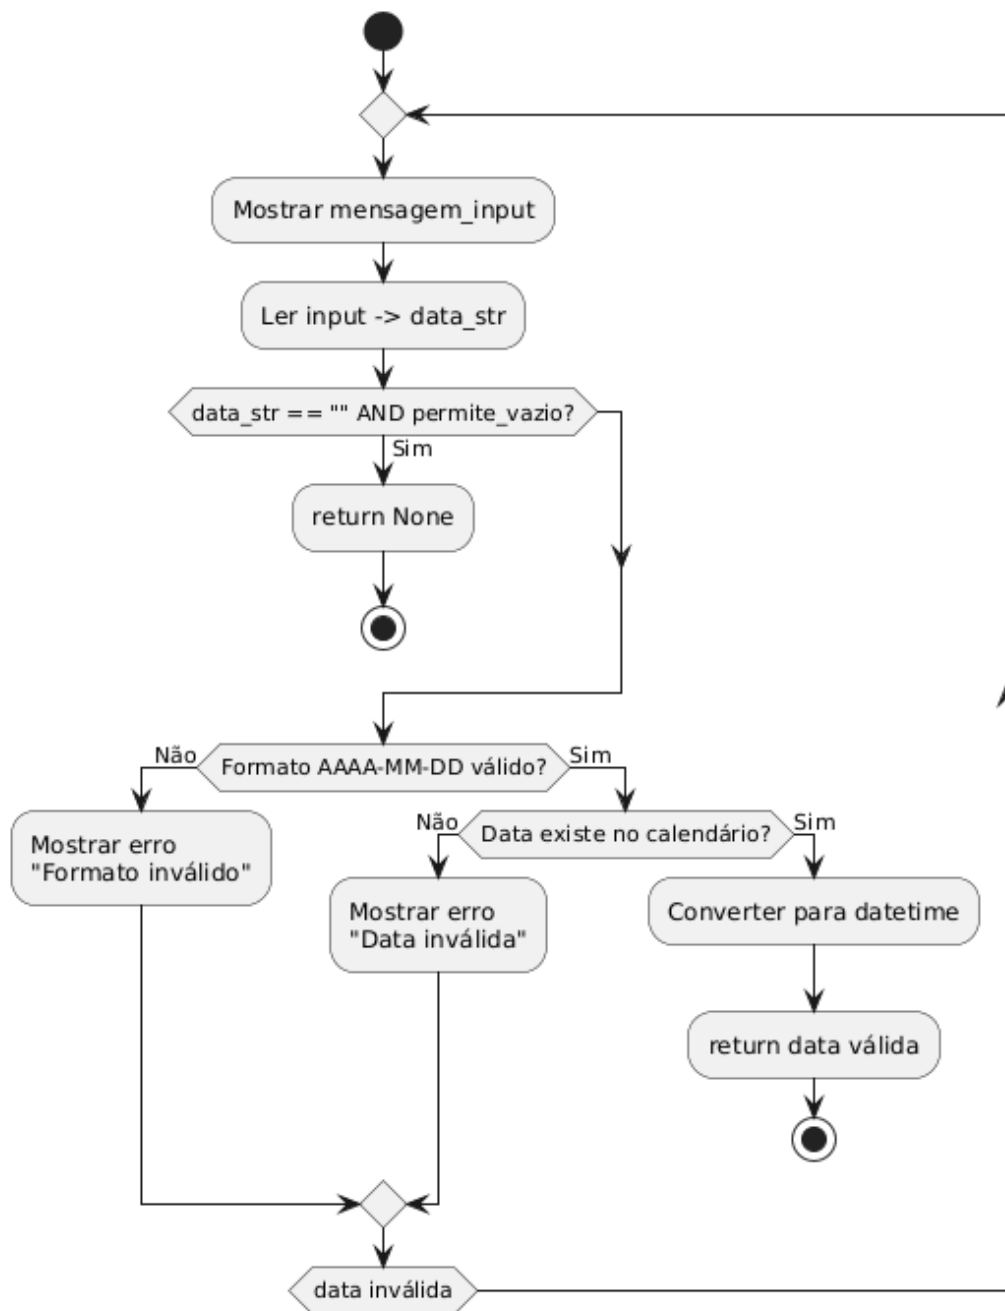 Mostrar mensagem_input
Ler input -> data_str
data_str == "" AND permite_vazio?
Sim
return None
Não
Formato AAAA-MM-DD válido?
Sim
Mostrar erro
"Formato inválido"
Não
Data existe no calendário?
Sim
Mostrar erro
"Data inválida"
Converter para datetime
return data válida
data inválida